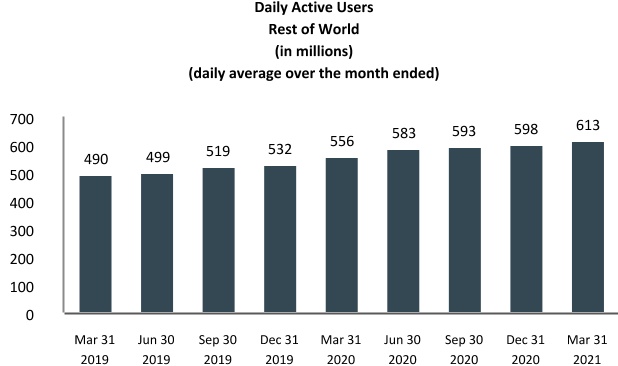 Daily Active Users
Rest of World
(in millions)
(daily average over the month ended)
700
600
500
400
300
200
100
0
490
499
519
532
556
583
593
598
613
Mar 31
2019
Jun 30
2019
Sep 30
2019
Dec 31
2019
Mar 31
2020
Jun 30
2020
Sep 30
2020
Dec 31
2020
Mar 31
2021